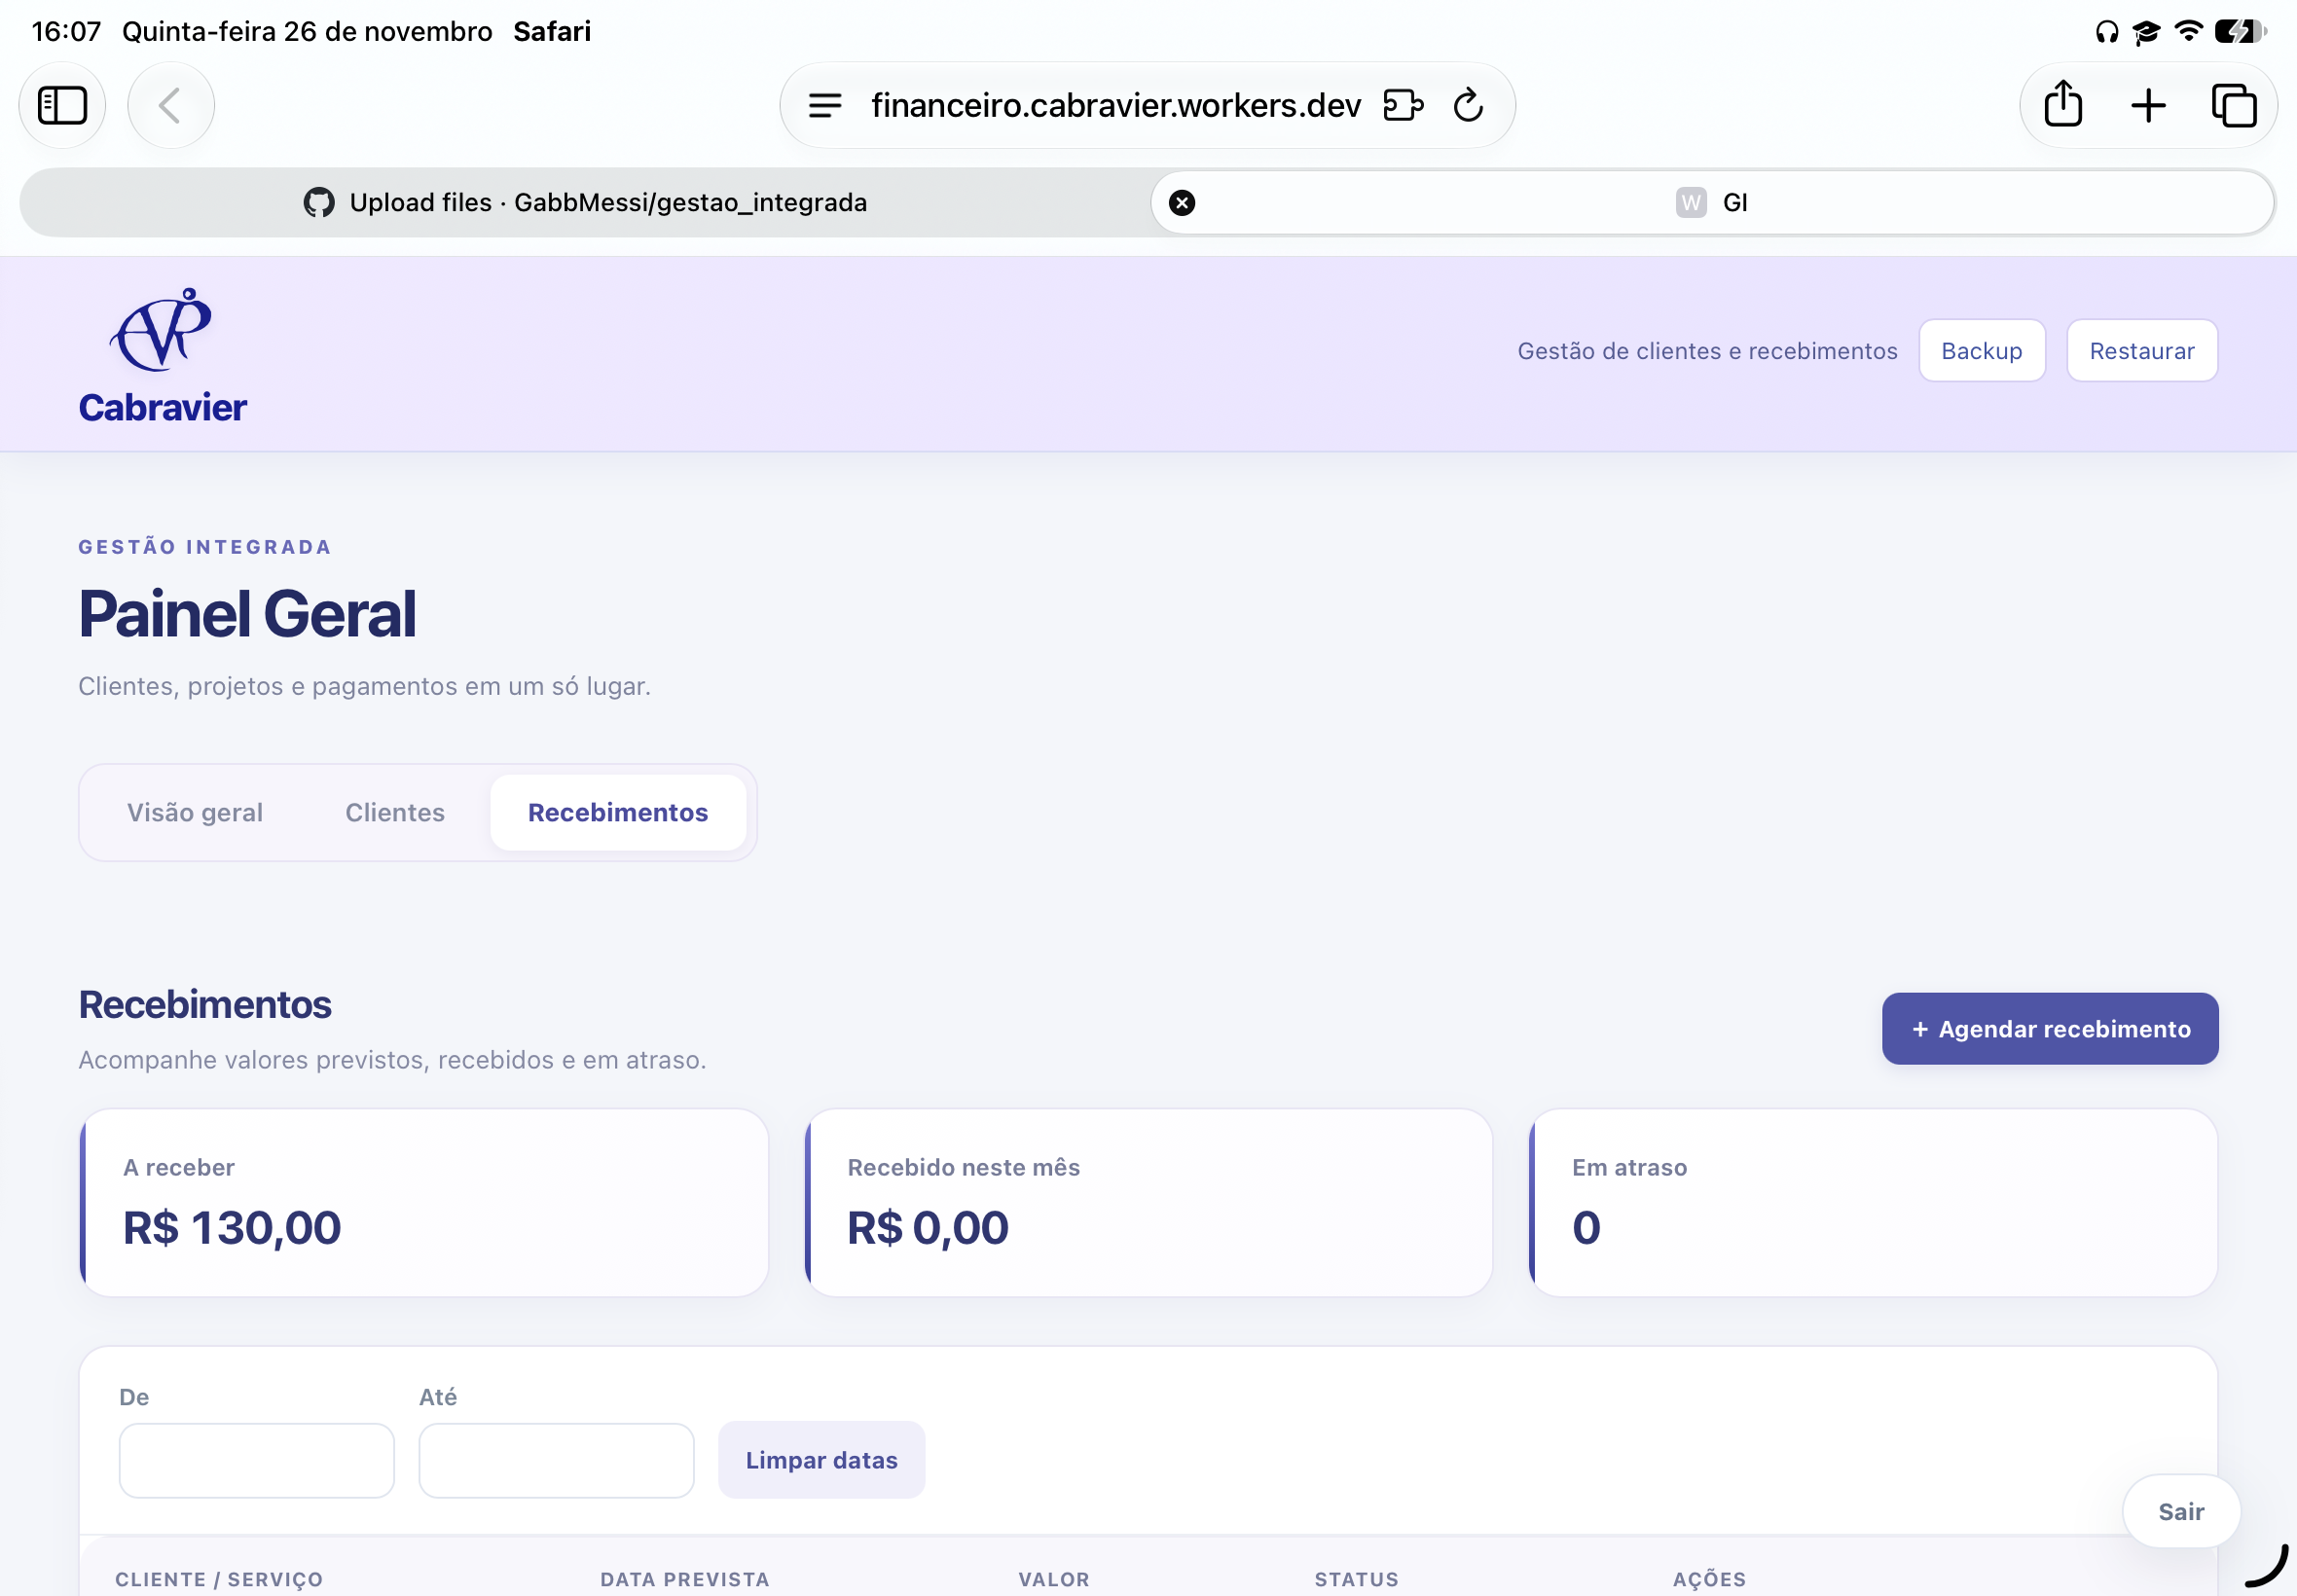 16:07 Quinta-feira 26 de novembro Safari
financeiro.cabravier.workers.dev
Upload files · GabbMessi/gestao_integrada
W GI
Cabravier
Gestão de clientes e recebimentos
Backup
Restaurar
GESTÃO INTEGRADA
Painel Geral
Clientes, projetos e pagamentos em um só lugar.
Visão geral
Clientes
Recebimentos
Recebimentos
Acompanhe valores previstos, recebidos e em atraso.
+ Agendar recebimento
A receber
R$ 130,00
Recebido neste mês
R$ 0,00
Em atraso
0
De
Até
Limpar datas
Sair
CLIENTE / SERVIÇO DATA PREVISTA VALOR STATUS AÇÕES